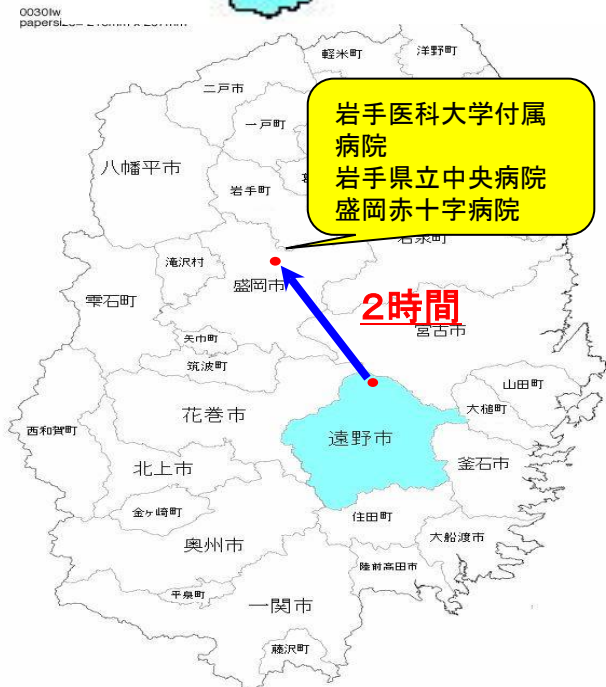 0030Iw
軽米町
洋野町
二戸市
一戸町
岩手医科大学付属
病院
岩手県立中央病院
盛岡赤十字病院
八幡平市
岩手町
岩泉町
滝沢村
盛岡市
雫石町
2時間
宮古市
矢巾町
筑波町
山田町
大槌町
花巻市
西和賀町
遠野市
釜石市
北上市
金ヶ崎町
住田町
奥州市
大船渡市
陸前高田市
平泉町
一関市
藤沢町